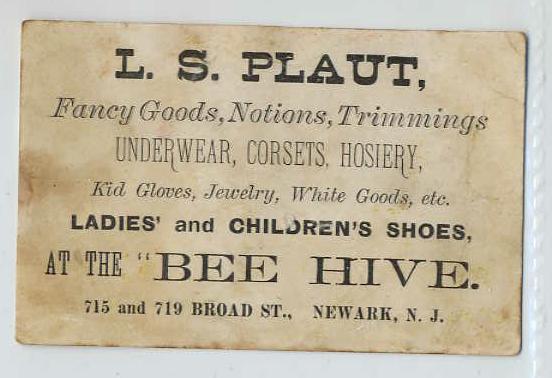 L. S. PLAUT,
Fancy Goods, Notions, Trimmings
UNDERWEAR, CORSETS, HOSIERY,
Kid Gloves, Jewelry, White Goods, etc.
LADIES' and CHILDREN'S SHOES,
AT THE "BEE HIVE.
715 and 719 BROAD ST., NEWARK, N. J.